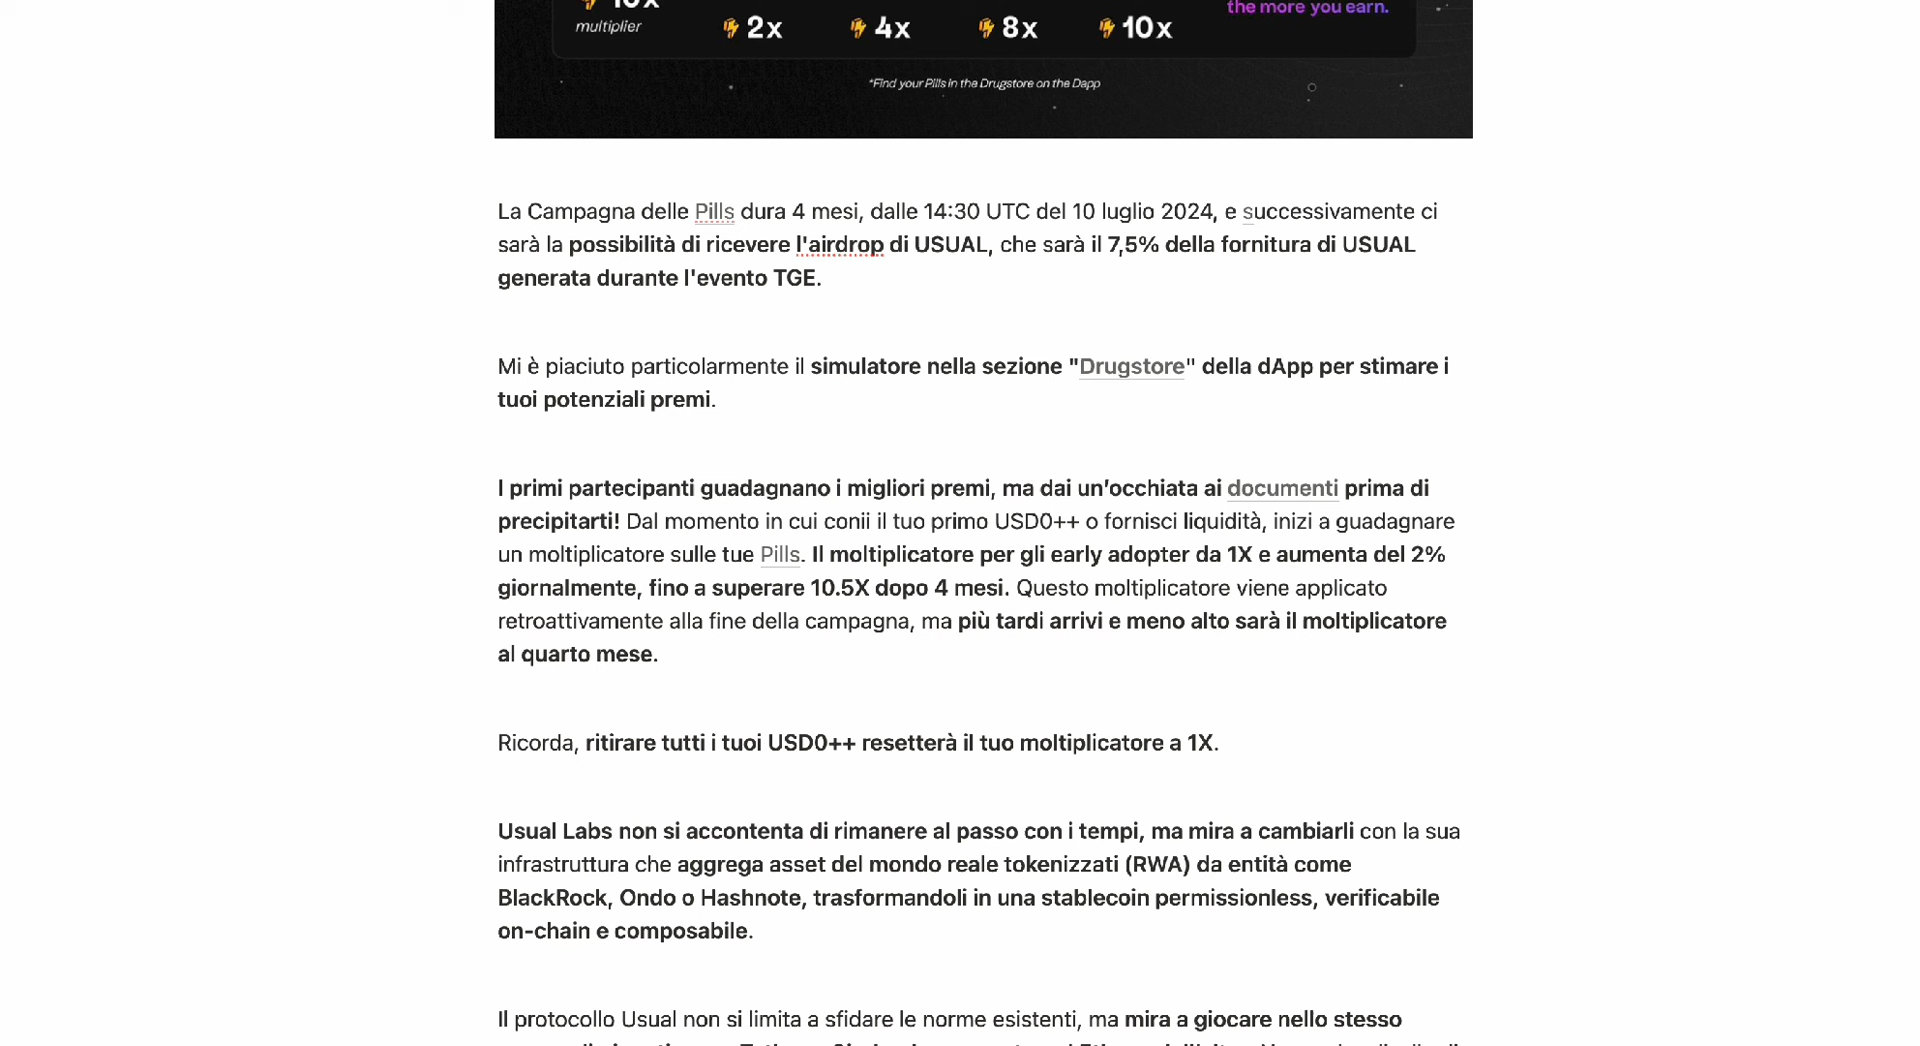 10x
the more you earn.
multiplier
2x
4x
8x
10x
*Find your Pills in the Drugstore on the Dapp
La Campagna delle Pills dura 4 mesi, dalle 14:30 UTC del 10 luglio 2024, e successivamente ci
sarà la possibilità di ricevere l'airdrop di USUAL, che sarà il 7,5% della fornitura di USUAL
generata durante l'evento TGE.
Mi è piaciuto particolarmente il simulatore nella sezione "Drugstore" della dApp per stimare i
tuoi potenziali premi.
I primi partecipanti guadagnano i migliori premi, ma dai un'occhiata ai documenti prima di
precipitarti! Dal momento in cui conii il tuo primo USD0++ o fornisci liquidità, inizi a guadagnare
un moltiplicatore sulle tue Pills. Il moltiplicatore per gli early adopter da 1X e aumenta del 2%
giornalmente, fino a superare 10.5X dopo 4 mesi. Questo moltiplicatore viene applicato
retroattivamente alla fine della campagna, ma più tardi arrivi e meno alto sarà il moltiplicatore
al quarto mese.
Ricorda, ritirare tutti i tuoi USD0++ resetterà il tuo moltiplicatore a 1X.
Usual Labs non si accontenta di rimanere al passo con i tempi, ma mira a cambiarli con la sua
infrastruttura che aggrega asset del mondo reale tokenizzati (RWA) da entità come
BlackRock, Ondo o Hashnote, trasformandoli in una stablecoin permissionless, verificabile
on-chain e composabile.
Il protocollo Usual non si limita a sfidare le norme esistenti, ma mira a giocare nello stesso